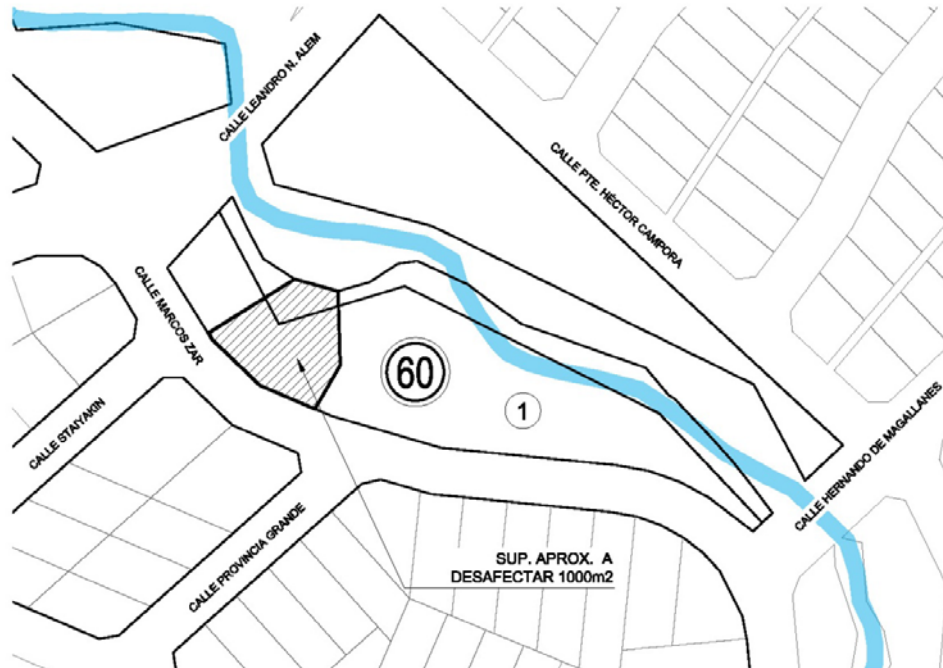 CALLE LEANDRO N. ALEM
CALLE PTE. HÉCTOR CAMPORA
CALLE MARCOS ZAR
60
1
CALLE STAIYAKIN
CALLE HERNANDO DE MAGALLANES
CALLE PROVINCIA GRANDE
SUP. APROX. A
DESAFECTAR 1000m2